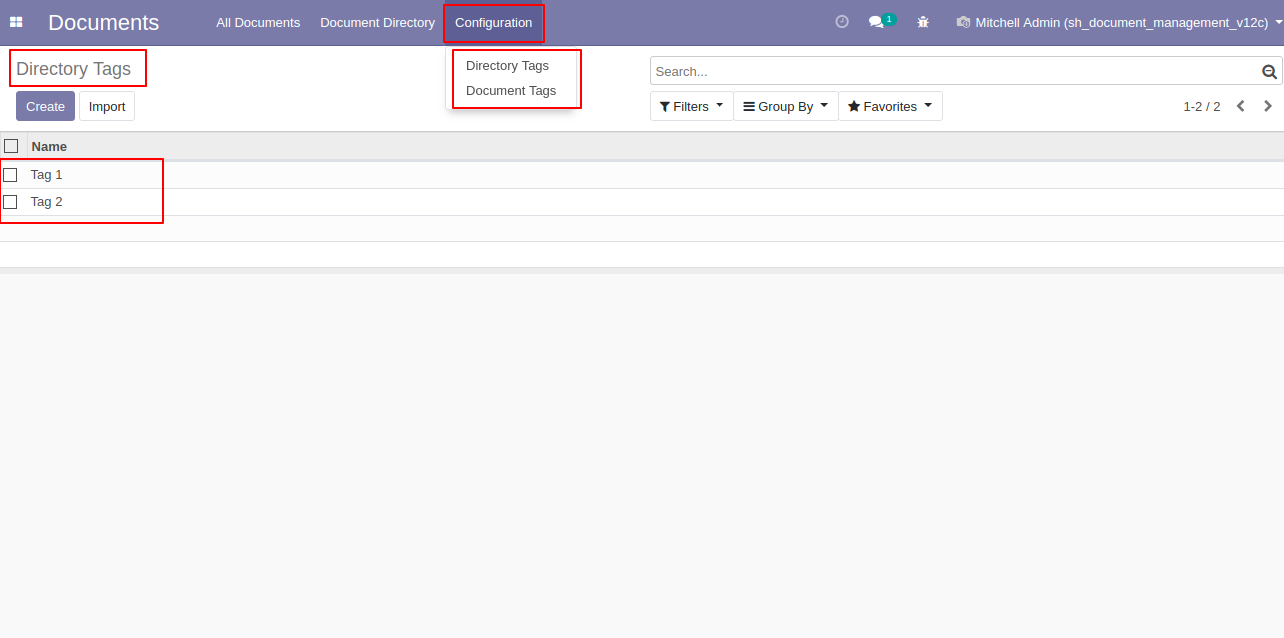 Documents
All Documents
Document Directory
Configuration
1
Mitchell Admin (sh_document_management_v12c)
Directory Tags
Directory Tags
Document Tags
Search...
Create
Import
Filters
Group By
Favorites
1-2 / 2
Name
Tag 1
Tag 2